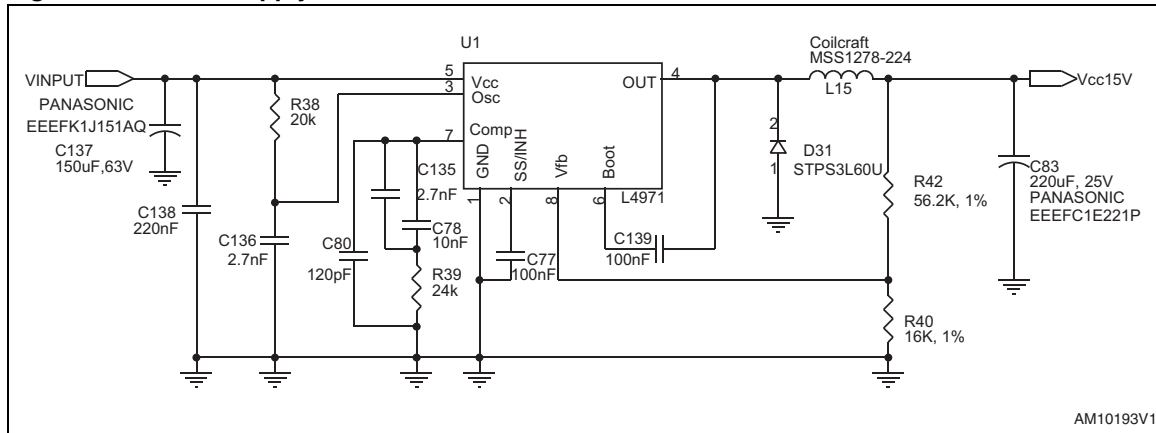 U1
Coilcraft
MSS1278-224
L15
VINPUT
PANASONIC
EEEFK1J151AQ
C137
150uF,63V
R38
20k
5
Vcc
3
Osc
7
Comp
GND
SS/INH
Vfb
Boot
OUT
4
1
2
8
6
L4971
Vcc15V
2
1
D31
STPS3L60U
C83
220uF, 25V
PANASONIC
EEEFC1E221P
R42
56.2K, 1%
C135
2.7nF
C138
220nF
C136
2.7nF
C80
120pF
C78
10nF
R39
24k
C77
100nF
C139
100nF
R40
16K, 1%
AM10193V1